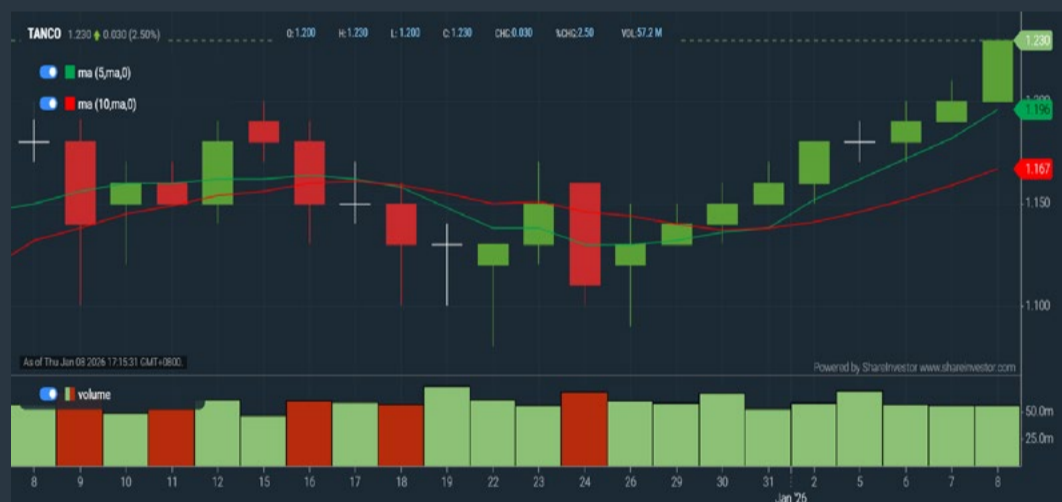 TANCO 1.230 0.030 (2.50%) O:1.200 H:1.230 L:1.200 C:1.230 CHG:0.030 %CHG:2.50 VOL:57.2 M
1.230
ma (5,ma,0)
ma (10,ma,0)
1.196
1.167
1.150
1.100
As of Thu Jan 08 2026 17:15:31 GMT+0800.
Powered by ShareInvestor www.shareinvestor.com
volume
50.0m
25.0m
8 9 10 11 12 15 16 17 18 19 22 23 24 26 29 30 31 2 5 6 7 8
Jan '26